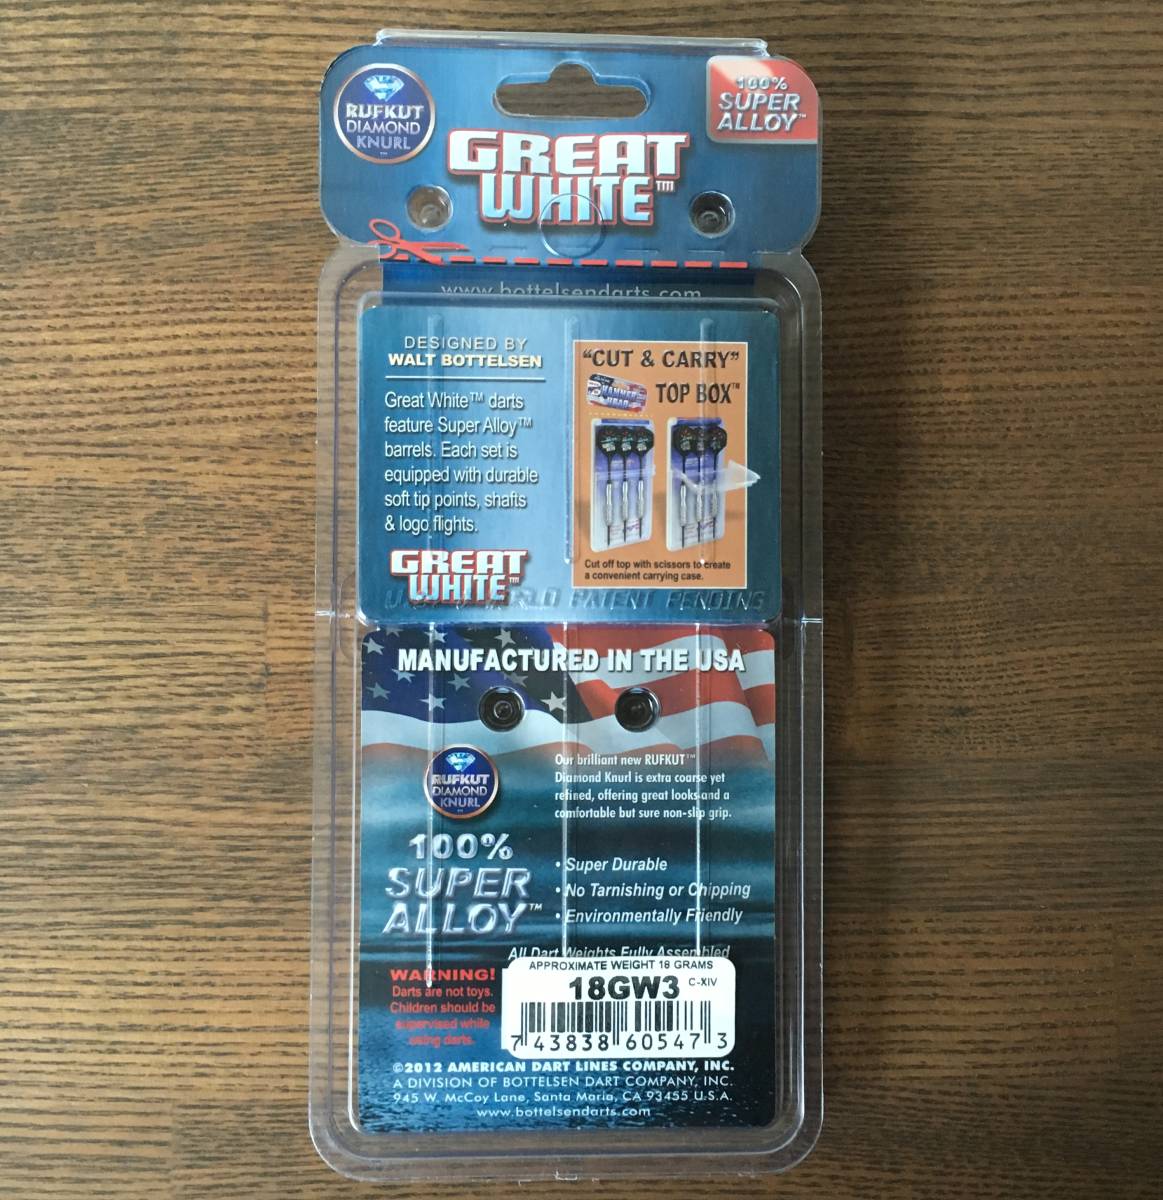 RUFKUT
DIAMOND
KNURL
™
100%
SUPER
ALLOY™
GREAT
WHITE™
www.bottelsendarts.com
DESIGNED BY
WALT BOTTELSEN
Great White™ darts
feature Super Alloy™
barrels. Each set is
equipped with durable
soft tip points, shafts
& logo flights.
GREAT
WHITE™
"CUT & CARRY"
TOP BOX™
HAMMER
HEAD
Cut off top with scissors to create
a convenient carrying case.
PATENT PENDING
MANUFACTURED IN THE USA
RUFKUT
DIAMOND
KNURL
™
Our brilliant new RUFKUT™
Diamond Knurl is extra coarse yet
refined, offering great looks and a
comfortable but sure non-slip grip.
100%
SUPER
ALLOY™
• Super Durable
• No Tarnishing or Chipping
• Environmentally Friendly
All Dart Weights Fully Assembled
WARNING!
Darts are not toys.
Children should be
supervised while
using darts.
APPROXIMATE WEIGHT 18 GRAMS
18GW3 C-XIV
7 43838 60547 3
©2012 AMERICAN DART LINES COMPANY, INC.
A DIVISION OF BOTTELSEN DART COMPANY, INC.
945 W. McCoy Lane, Santa Maria, CA 93455 U.S.A.
www.bottelsendarts.com